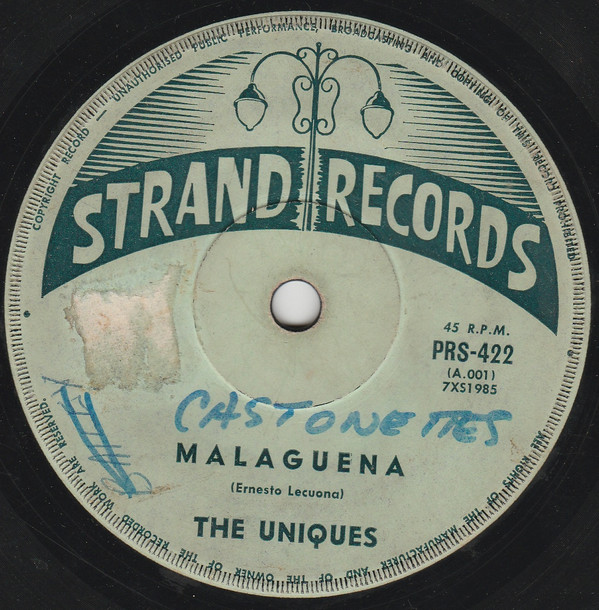 COPYRIGHT RECORD — UNAUTHORISED PUBLIC PERFORMANCE, BROADCASTING AND COPYING OF THIS RECORD PROHIBITED
STRAND RECORDS
45 R.P.M.
PRS-422
(A.001)
7XS1985
CASTONETTES
MALAGUENA
(Ernesto Lecuona)
THE UNIQUES
ALL RIGHTS OF THE MANUFACTURER AND OF THE OWNER OF THE RECORDED WORK ARE RESERVED.